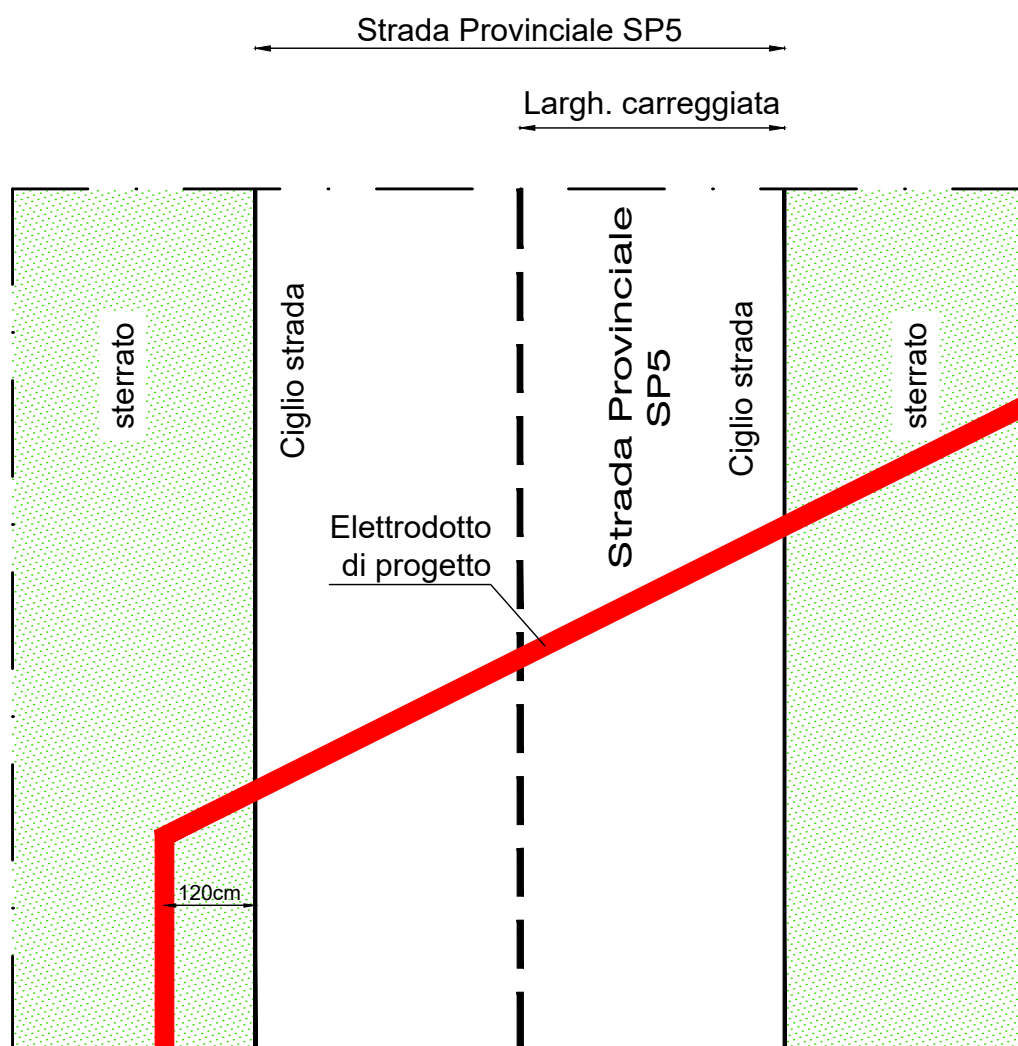 Strada Provinciale SP5
Largh. carreggiata
sterrato
Ciglio strada
Strada Provinciale
SP5
Ciglio strada
sterrato
Elettrodotto
di progetto
120cm